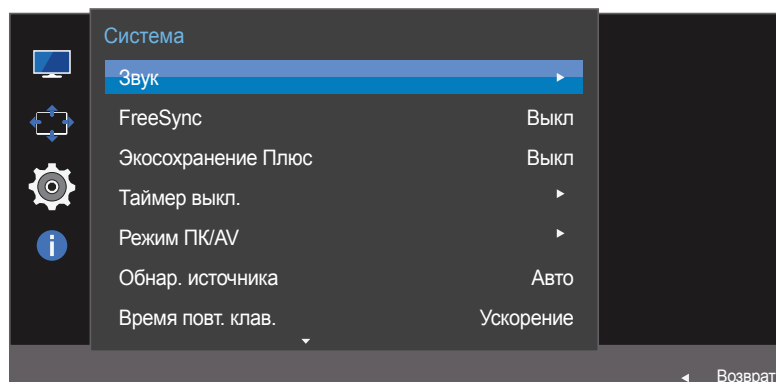 Система
Звук
FreeSync Выкл
Экосохранение Плюс Выкл
Таймер выкл.
Режим ПК/AV
Обнар. источника Авто
Время повт. клав. Ускорение
Возврат